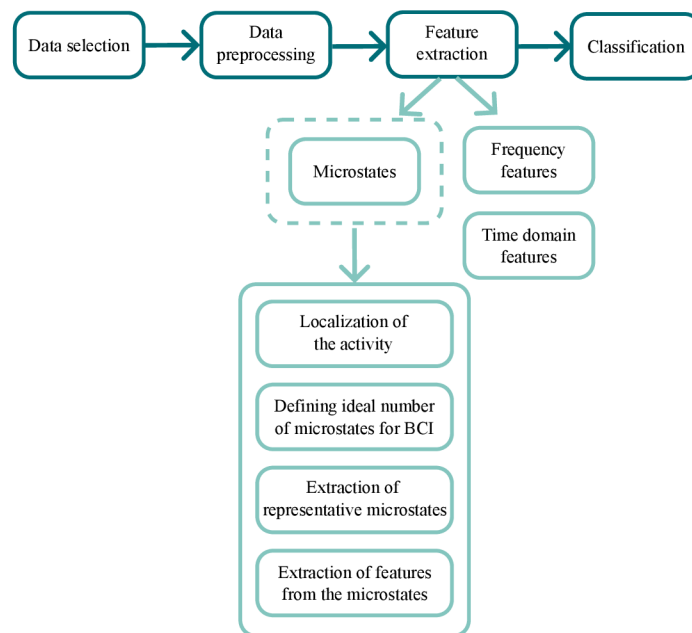 Data selection
Data
preprocessing
Feature
extraction
Classification
Microstates
Frequency
features
Time domain
features
Localization of
the activity
Defining ideal number
of microstates for BCI
Extraction of
representative microstates
Extraction of features
from the microstates